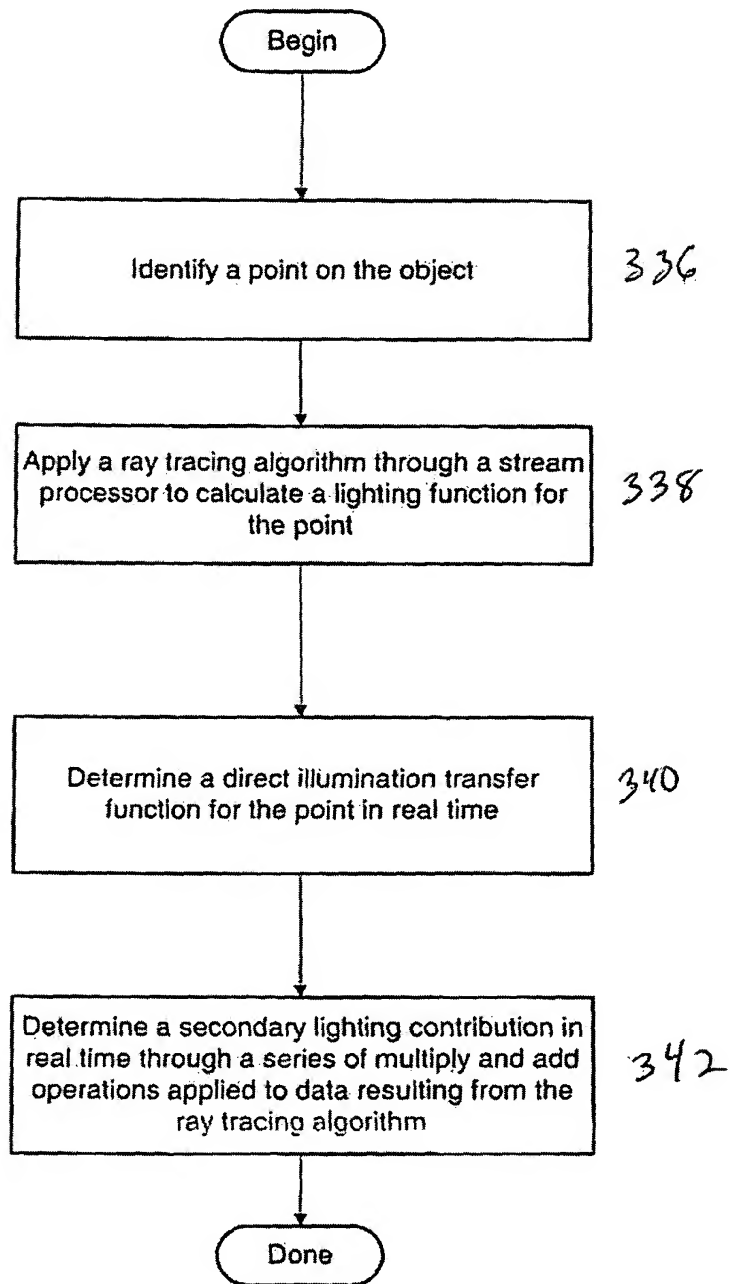 Begin
Identify a point on the object
336
Apply a ray tracing algorithm through a stream
processor to calculate a lighting function for
the point
338
Determine a direct illumination transfer
function for the point in real time
340
Determine a secondary lighting contribution in
real time through a series of multiply and add
operations applied to data resulting from the
ray tracing algorithm
342
Done